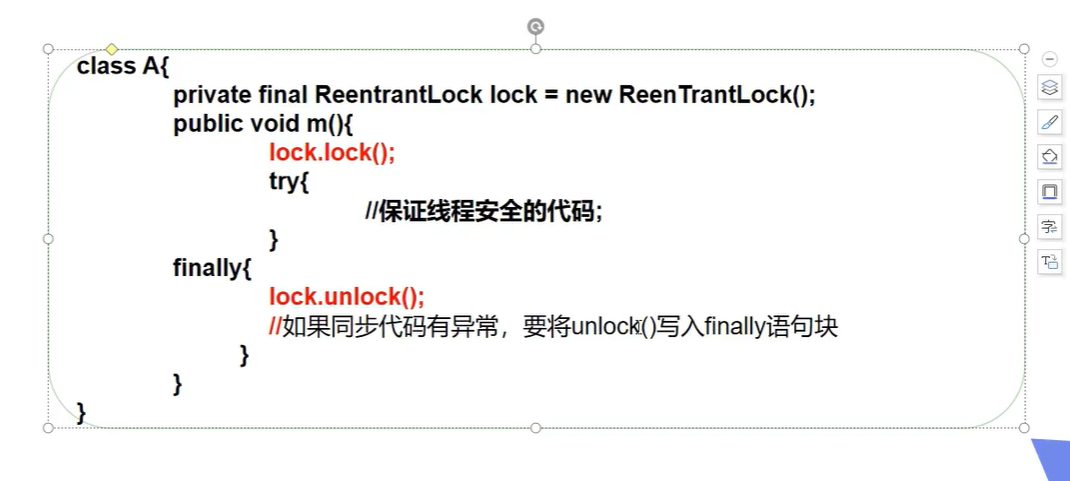 class A{
private final ReentrantLock lock = new ReenTrantLock();
public void m(){
lock.lock();
try{
//保证线程安全的代码;
}
finally{
lock.unlock();
//如果同步代码有异常，要将unlock()写入finally语句块
}
}
}